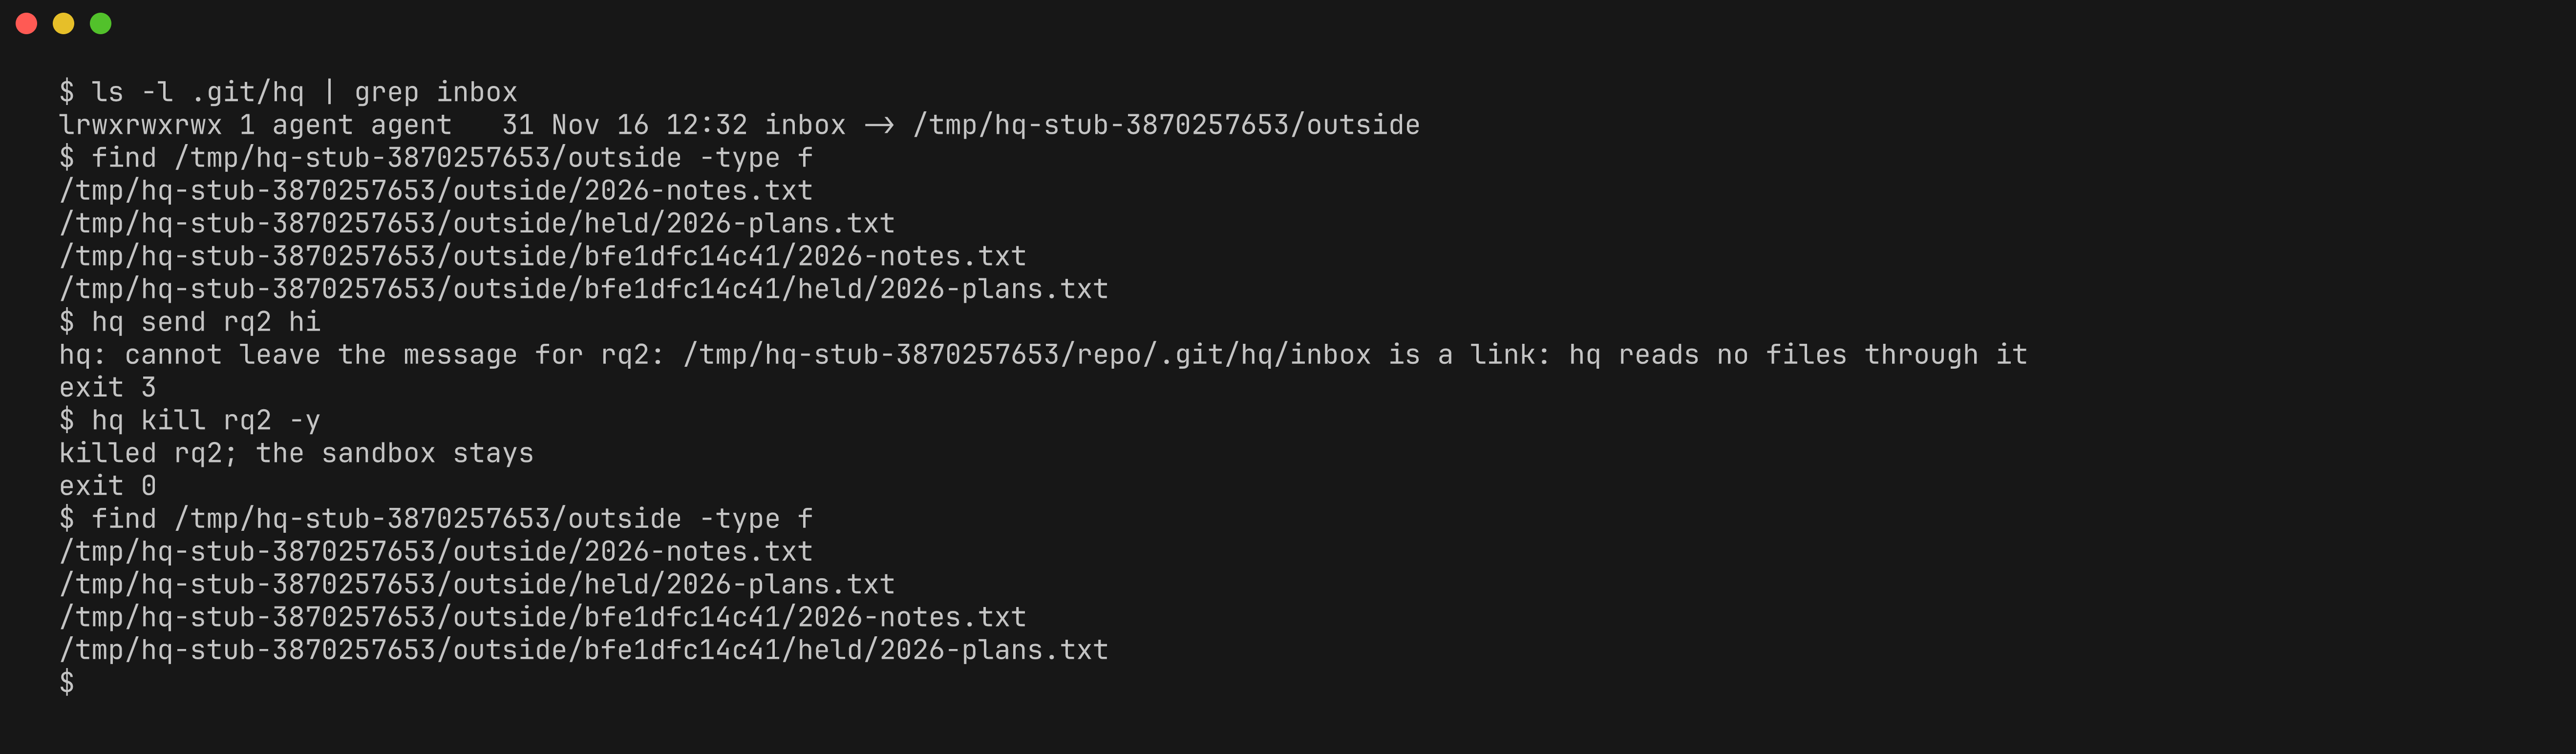 $ ls -l .git/hq | grep inbox
lrwxrwxrwx 1 agent agent   31 Nov 16 12:32 inbox -> /tmp/hq-stub-3870257653/outside
$ find /tmp/hq-stub-3870257653/outside -type f
/tmp/hq-stub-3870257653/outside/2026-notes.txt
/tmp/hq-stub-3870257653/outside/held/2026-plans.txt
/tmp/hq-stub-3870257653/outside/bfe1dfc14c41/2026-notes.txt
/tmp/hq-stub-3870257653/outside/bfe1dfc14c41/held/2026-plans.txt
$ hq send rq2 hi
hq: cannot leave the message for rq2: /tmp/hq-stub-3870257653/repo/.git/hq/inbox is a link: hq reads no files through it
exit 3
$ hq kill rq2 -y
killed rq2; the sandbox stays
exit 0
$ find /tmp/hq-stub-3870257653/outside -type f
/tmp/hq-stub-3870257653/outside/2026-notes.txt
/tmp/hq-stub-3870257653/outside/held/2026-plans.txt
/tmp/hq-stub-3870257653/outside/bfe1dfc14c41/2026-notes.txt
/tmp/hq-stub-3870257653/outside/bfe1dfc14c41/held/2026-plans.txt
$